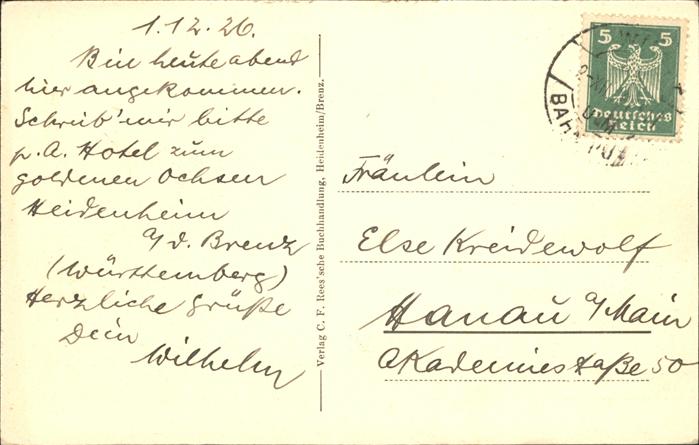 1.12.26.
Bin heute abend
hier angekommen.
Schreib' mir bitte
p. A. Hotel zum
goldenen Ochsen
Heidenheim
a/d. Brenz
(Württemberg)
Herzliche Grüße
Dein
Wilhelm
Verlag C. F. Rees'sche Buchhandlung, Heidenheim/Brenz.
5 5
Deutsches
Reich
BAHNPOST
Fräulein
Else Kreidewolf
Hanau a/Main
Akademiestraße 50